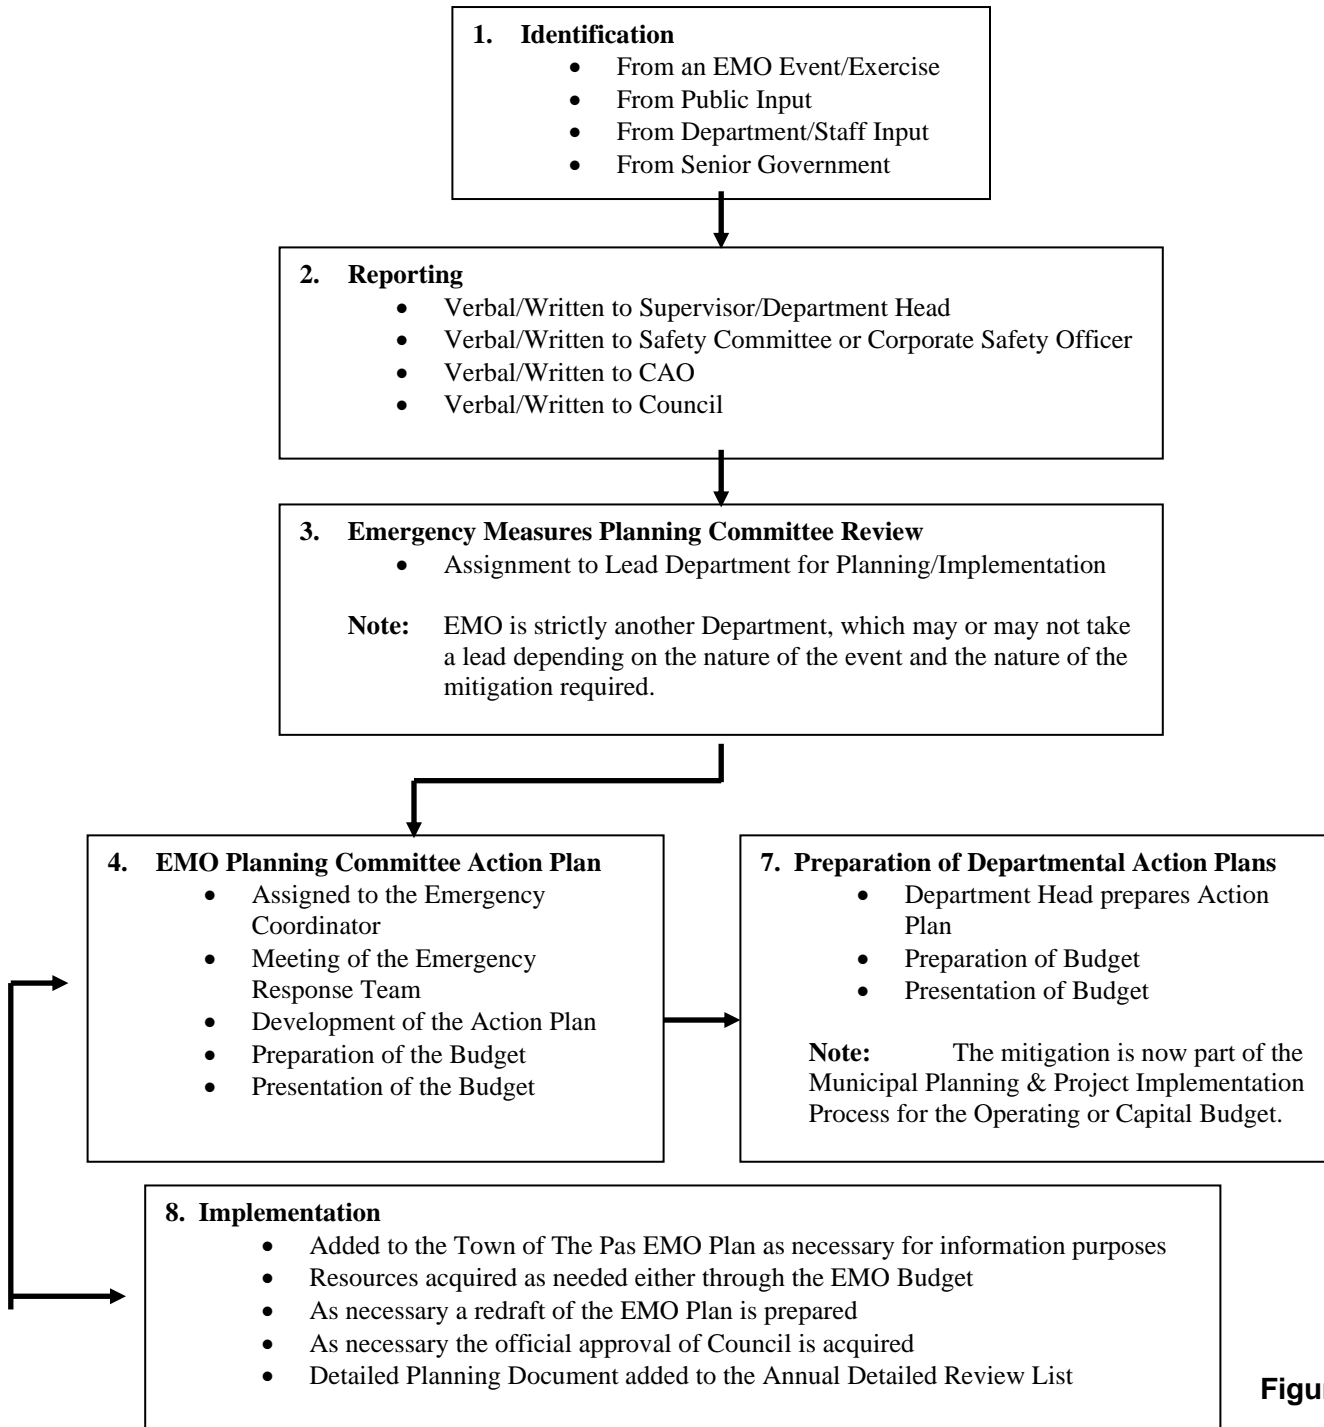 1. Identification
• From an EMO Event/Exercise
• From Public Input
• From Department/Staff Input
• From Senior Government
2. Reporting
• Verbal/Written to Supervisor/Department Head
• Verbal/Written to Safety Committee or Corporate Safety Officer
• Verbal/Written to CAO
• Verbal/Written to Council
3. Emergency Measures Planning Committee Review
• Assignment to Lead Department for Planning/Implementation
Note: EMO is strictly another Department, which may or may not take
a lead depending on the nature of the event and the nature of the
mitigation required.
4. EMO Planning Committee Action Plan
• Assigned to the Emergency
Coordinator
• Meeting of the Emergency
Response Team
• Development of the Action Plan
• Preparation of the Budget
• Presentation of the Budget
7. Preparation of Departmental Action Plans
• Department Head prepares Action
Plan
• Preparation of Budget
• Presentation of Budget
Note: The mitigation is now part of the
Municipal Planning & Project Implementation
Process for the Operating or Capital Budget.
8. Implementation
• Added to the Town of The Pas EMO Plan as necessary for information purposes
• Resources acquired as needed either through the EMO Budget
• As necessary a redraft of the EMO Plan is prepared
• As necessary the official approval of Council is acquired
• Detailed Planning Document added to the Annual Detailed Review List